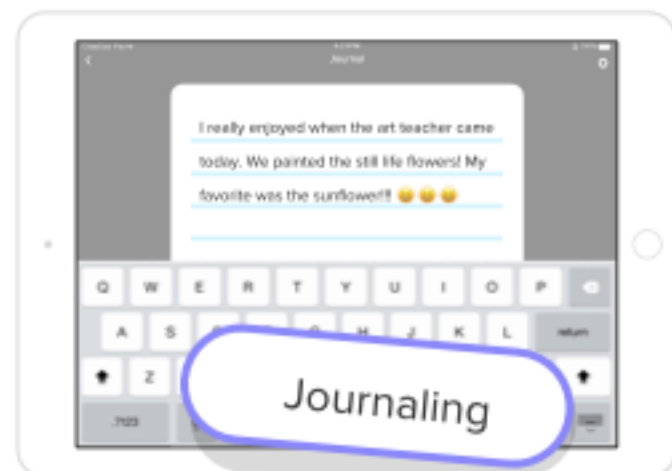 Journal
I really enjoyed when the art teacher came
today. We painted the still life flowers! My
favorite was the sunflower!!! 😀 😀 😀
Q W E R T Y U I O P
A S H J K L return
Z
.?123
Journaling